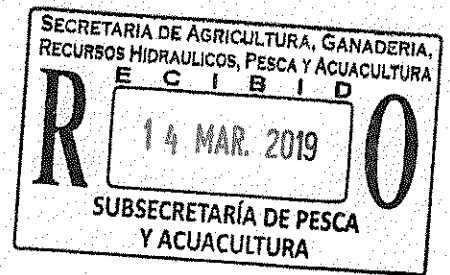 SECRETARIA DE AGRICULTURA, GANADERIA,
RECURSOS HIDRAULICOS, PESCA Y ACUACULTURA
R E C I B I D O
14 MAR. 2019
SUBSECRETARÍA DE PESCA
Y ACUACULTURA